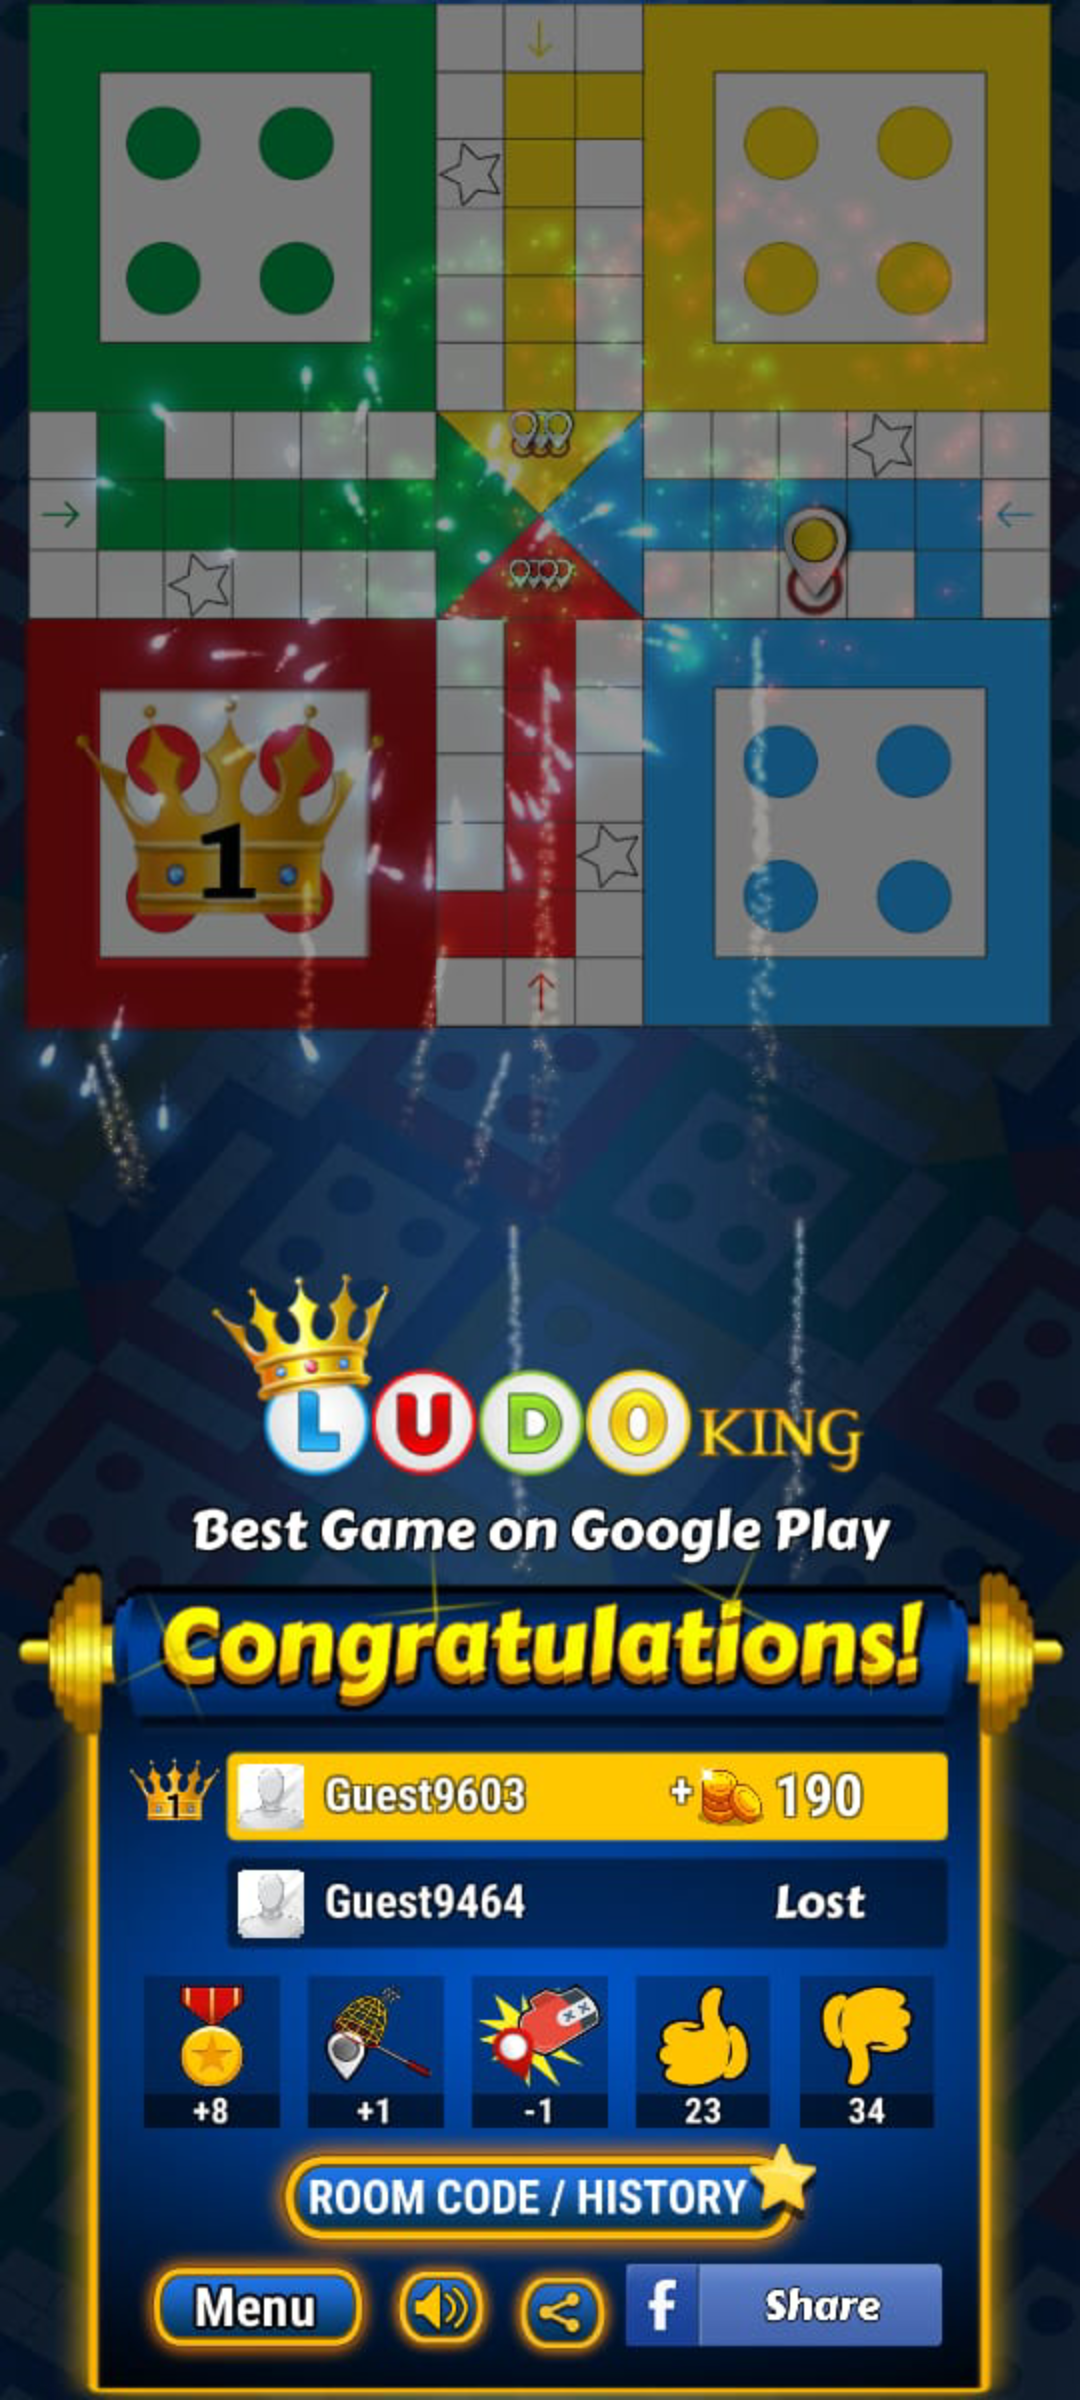 1
LUDO KING
Best Game on Google Play
Congratulations!
1 Guest9603 + 190
Guest9464 Lost
+8 +1 -1 23 34
ROOM CODE / HISTORY
Menu f Share